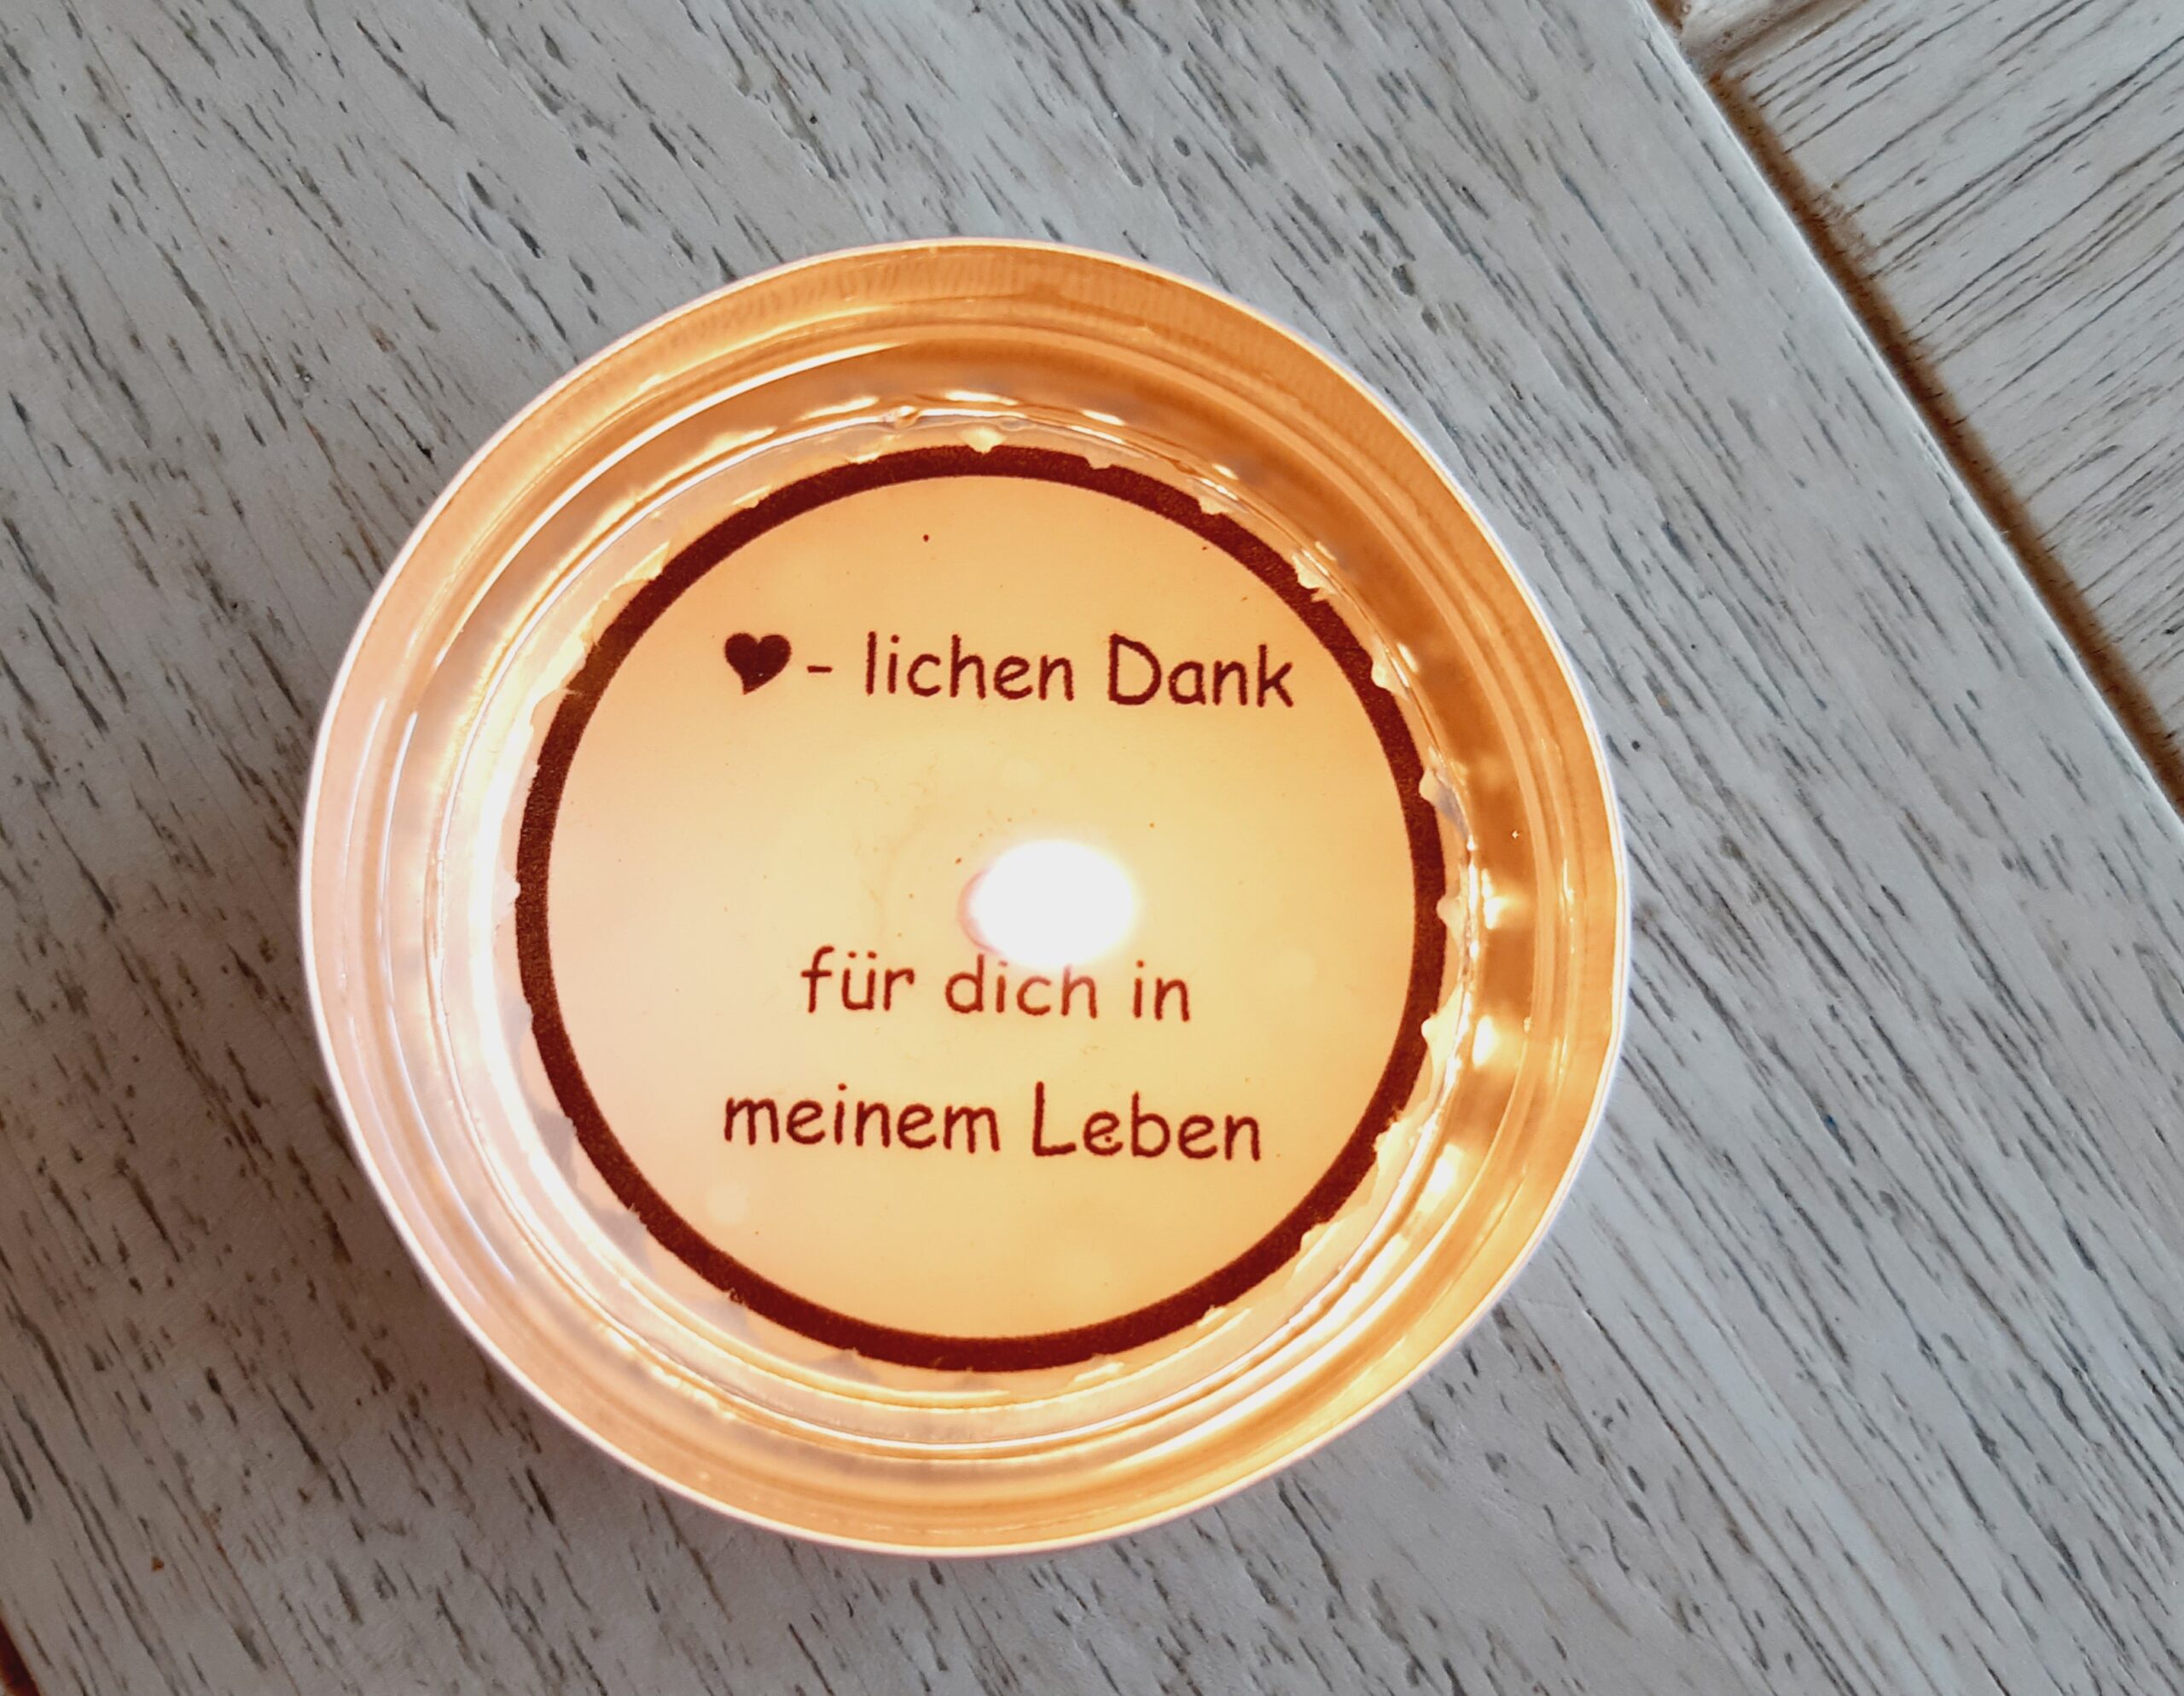 ♥- lichen Dank
für dich in
meinem Leben